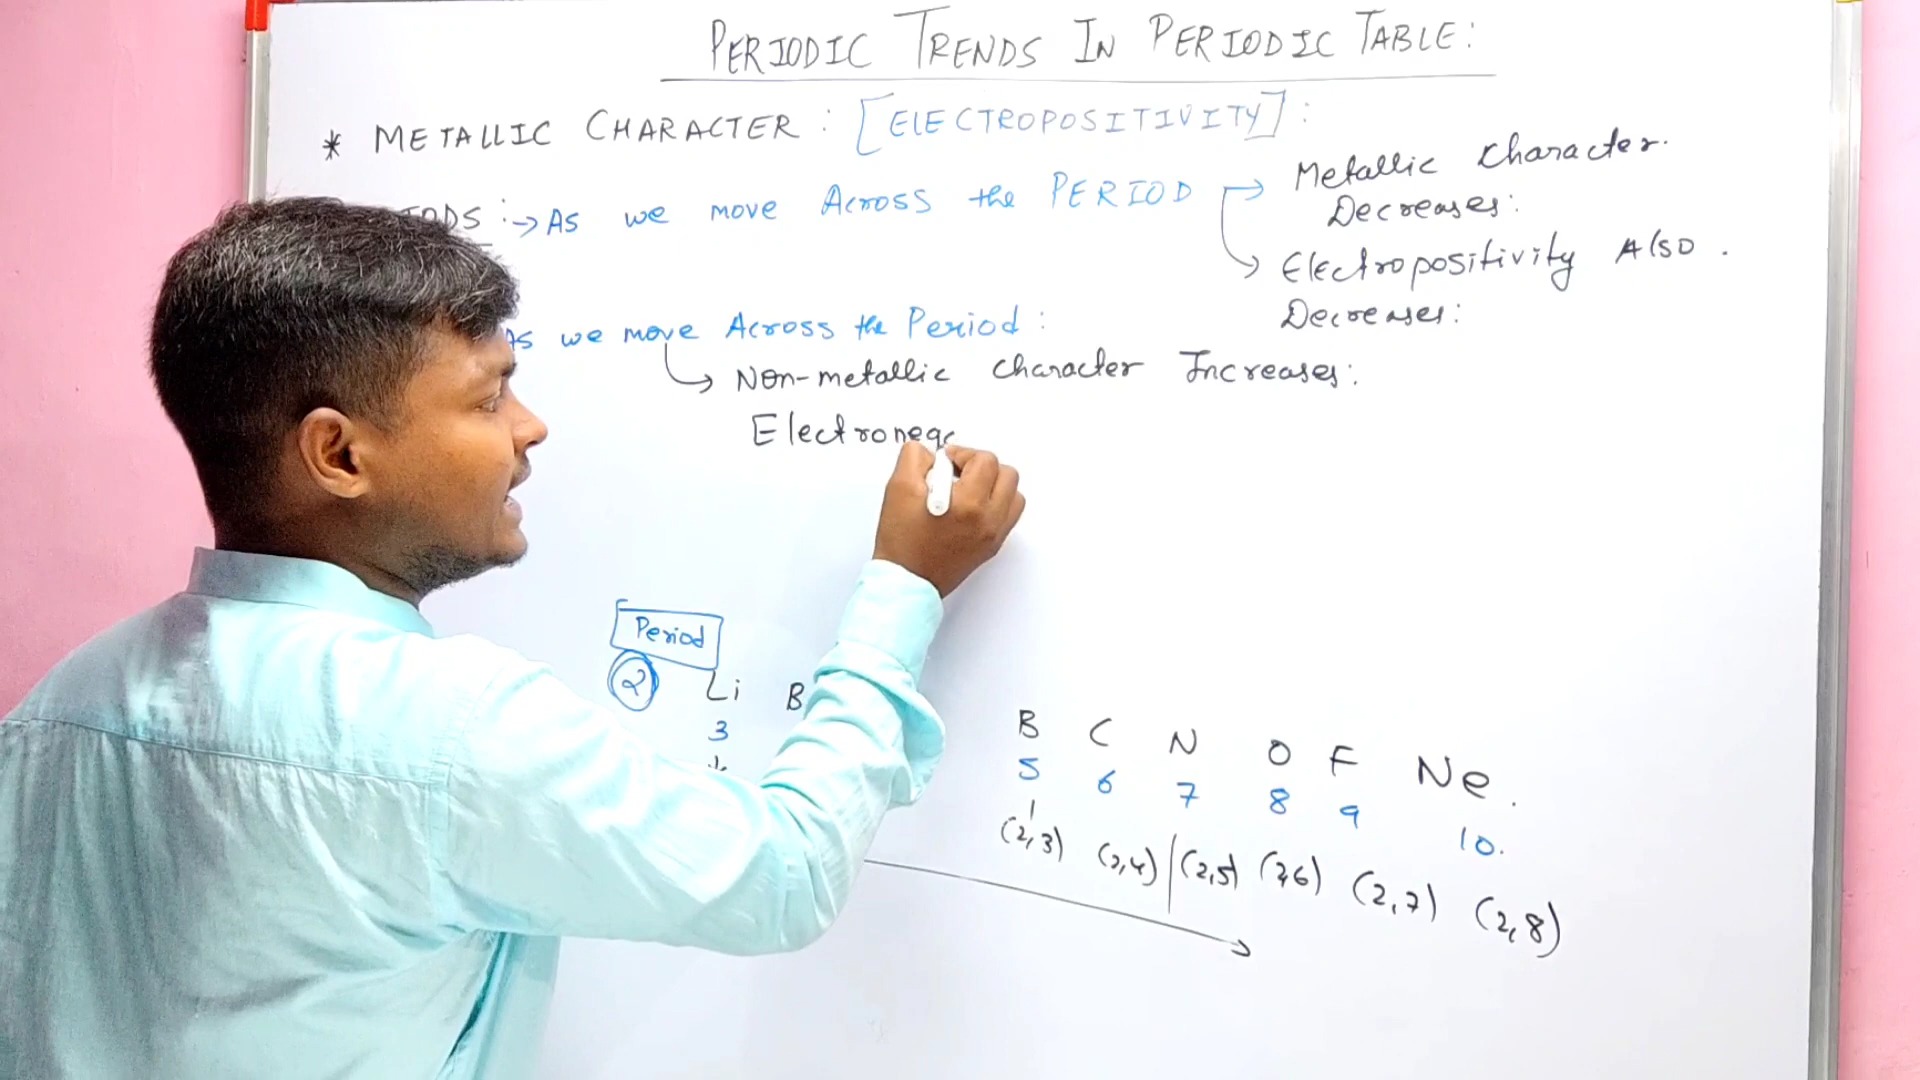 PERIODIC TRENDS IN PERIODIC TABLE:
* METALLIC CHARACTER: [ELECTROPOSITIVITY]:
IODS :→ As we move Across the PERIOD → Metallic Character.
Decreases:
→ Electropositivity Also.
Decreases:
As we move Across the Period:
→ Non-metallic Character Increases:
Electronega
Period
2 Li B B C N O F Ne.
3 5 6 7 8 9 10.
(2,3) (2,4) (2,5) (2,6) (2,7) (2,8)